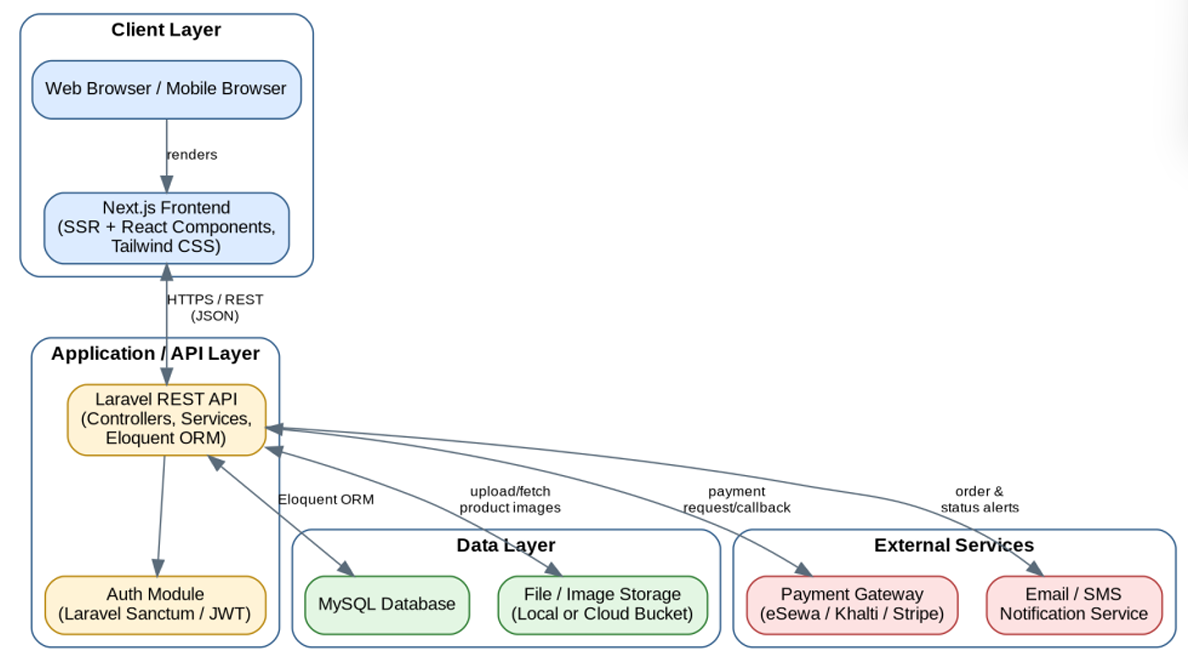 Client Layer
Web Browser / Mobile Browser
renders
Next.js Frontend
(SSR + React Components,
Tailwind CSS)
HTTPS / REST
(JSON)
Application / API Layer
Laravel REST API
(Controllers, Services,
Eloquent ORM)
Eloquent ORM
upload/fetch
product images
payment
request/callback
order &
status alerts
Auth Module
(Laravel Sanctum / JWT)
Data Layer
MySQL Database
File / Image Storage
(Local or Cloud Bucket)
External Services
Payment Gateway
(eSewa / Khalti / Stripe)
Email / SMS
Notification Service